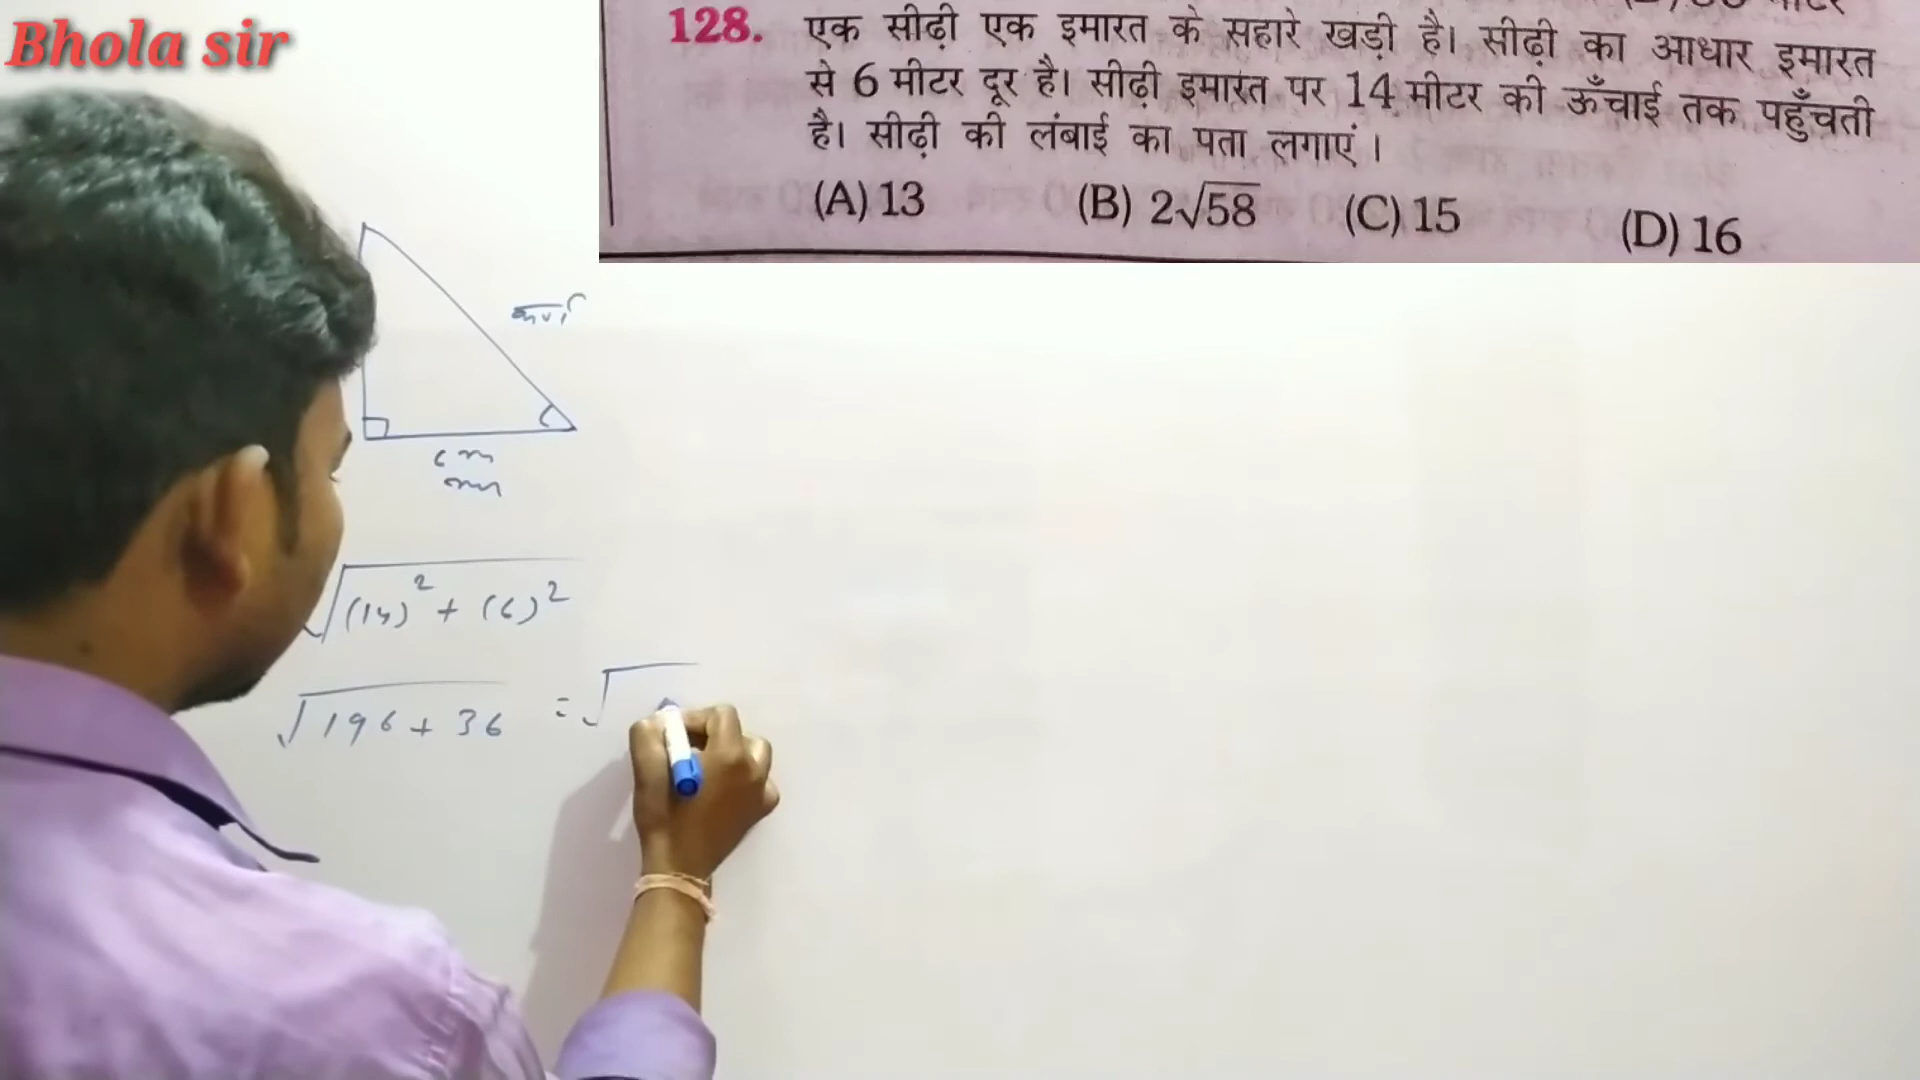 Bhola sir
128. एक सीढ़ी एक इमारत के सहारे खड़ी है। सीढ़ी का आधार इमारत
से 6 मीटर दूर है। सीढ़ी इमारत पर 14 मीटर की ऊँचाई तक पहुँचती
है। सीढ़ी की लंबाई का पता लगाएं ।
(A) 13 (B) 2√58 (C) 15 (D) 16
कर्ण
6 m
√(14)² + (6)²
√196 + 36 = √